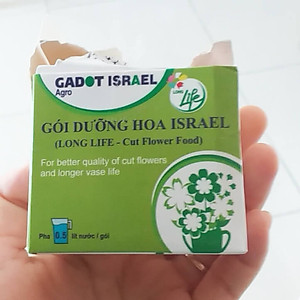 GADOT ISRAEL
Agro
LONG
Life
GÓI DƯỠNG HOA ISRAEL
(LONG LIFE - Cut Flower Food)
For better quality of cut flowers
and longer vase life
Pha 0.5 lít nước / gói